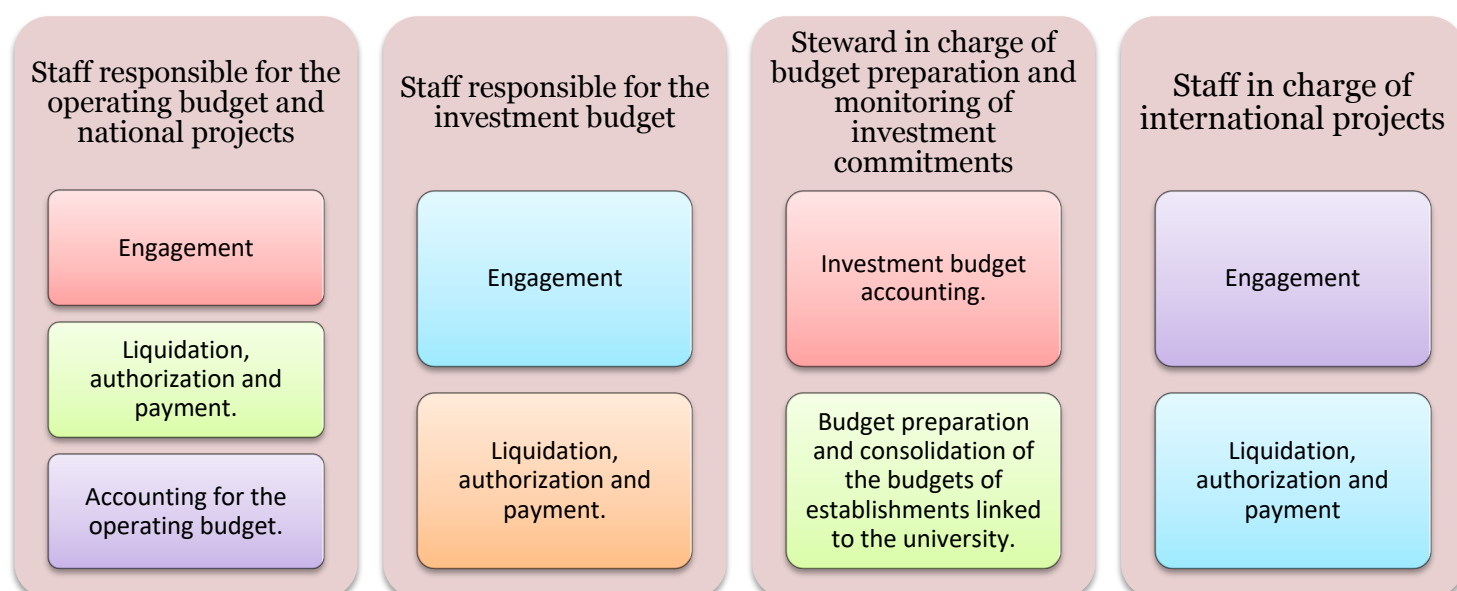 Staff responsible for the
operating budget and
national projects
Engagement
Liquidation,
authorization and
payment.
Accounting for the
operating budget.
Staff responsible for the
investment budget
Engagement
Liquidation,
authorization and
payment.
Steward in charge of
budget preparation and
monitoring of
investment
commitments
Investment budget
accounting.
Budget preparation
and consolidation of
the budgets of
establishments linked
to the university.
Staff in charge of
international projects
Engagement
Liquidation,
authorization and
payment